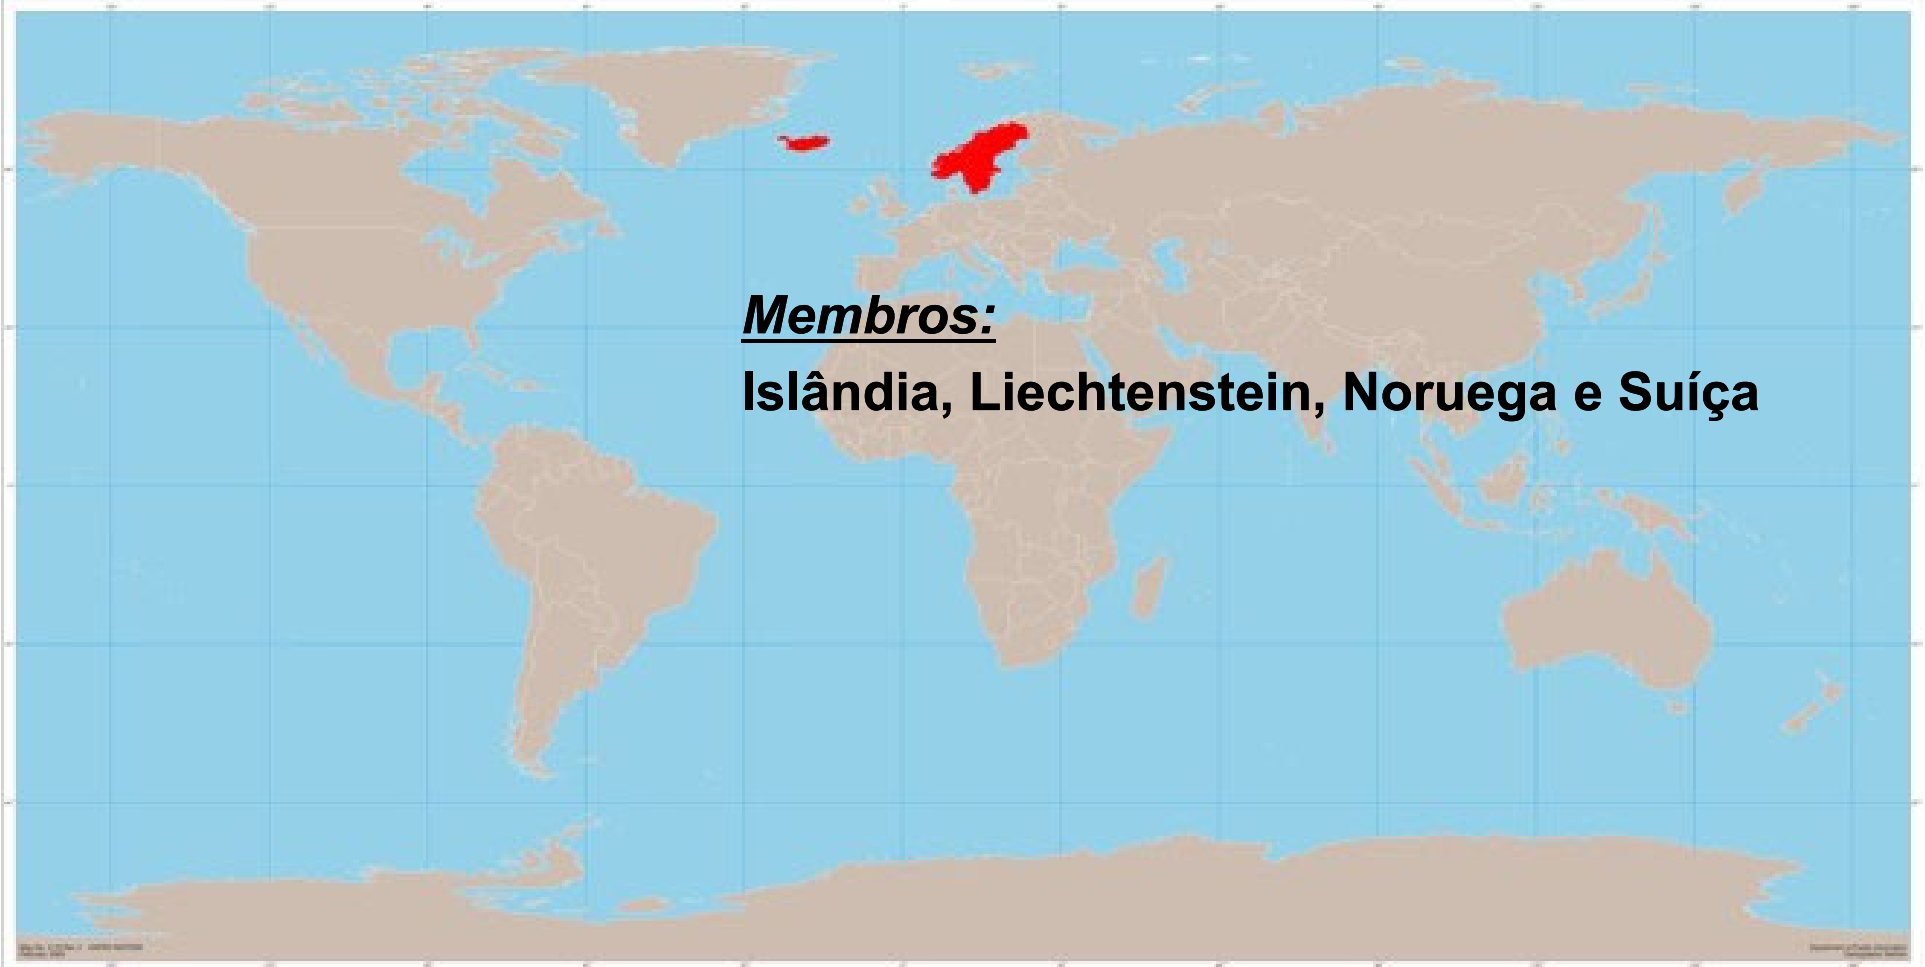 Membros:
Islândia, Liechtenstein, Noruega e Suíça